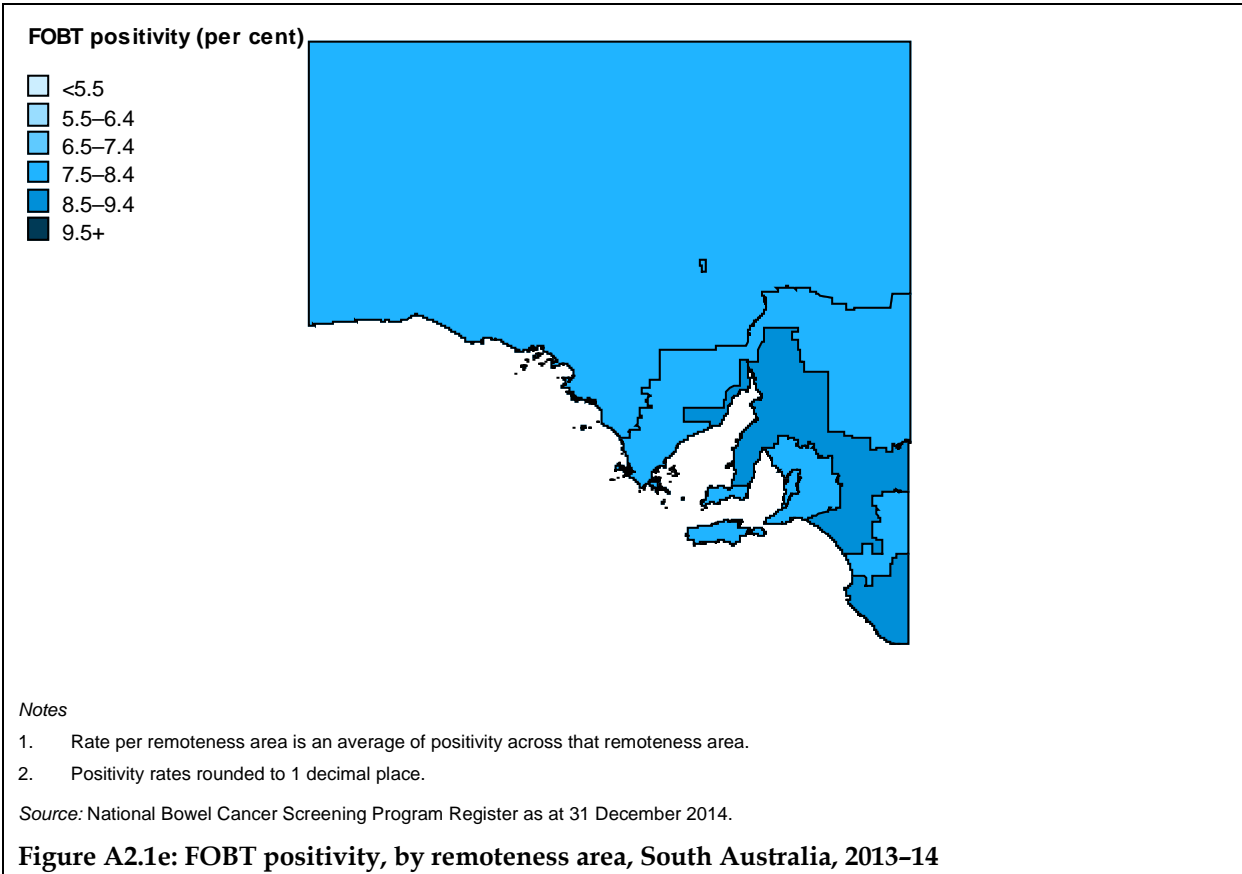 FOBT positivity (per cent)
<5.5
5.5–6.4
6.5–7.4
7.5–8.4
8.5–9.4
9.5+
Notes
1. Rate per remoteness area is an average of positivity across that remoteness area.
2. Positivity rates rounded to 1 decimal place.
Source: National Bowel Cancer Screening Program Register as at 31 December 2014.
Figure A2.1e: FOBT positivity, by remoteness area, South Australia, 2013–14